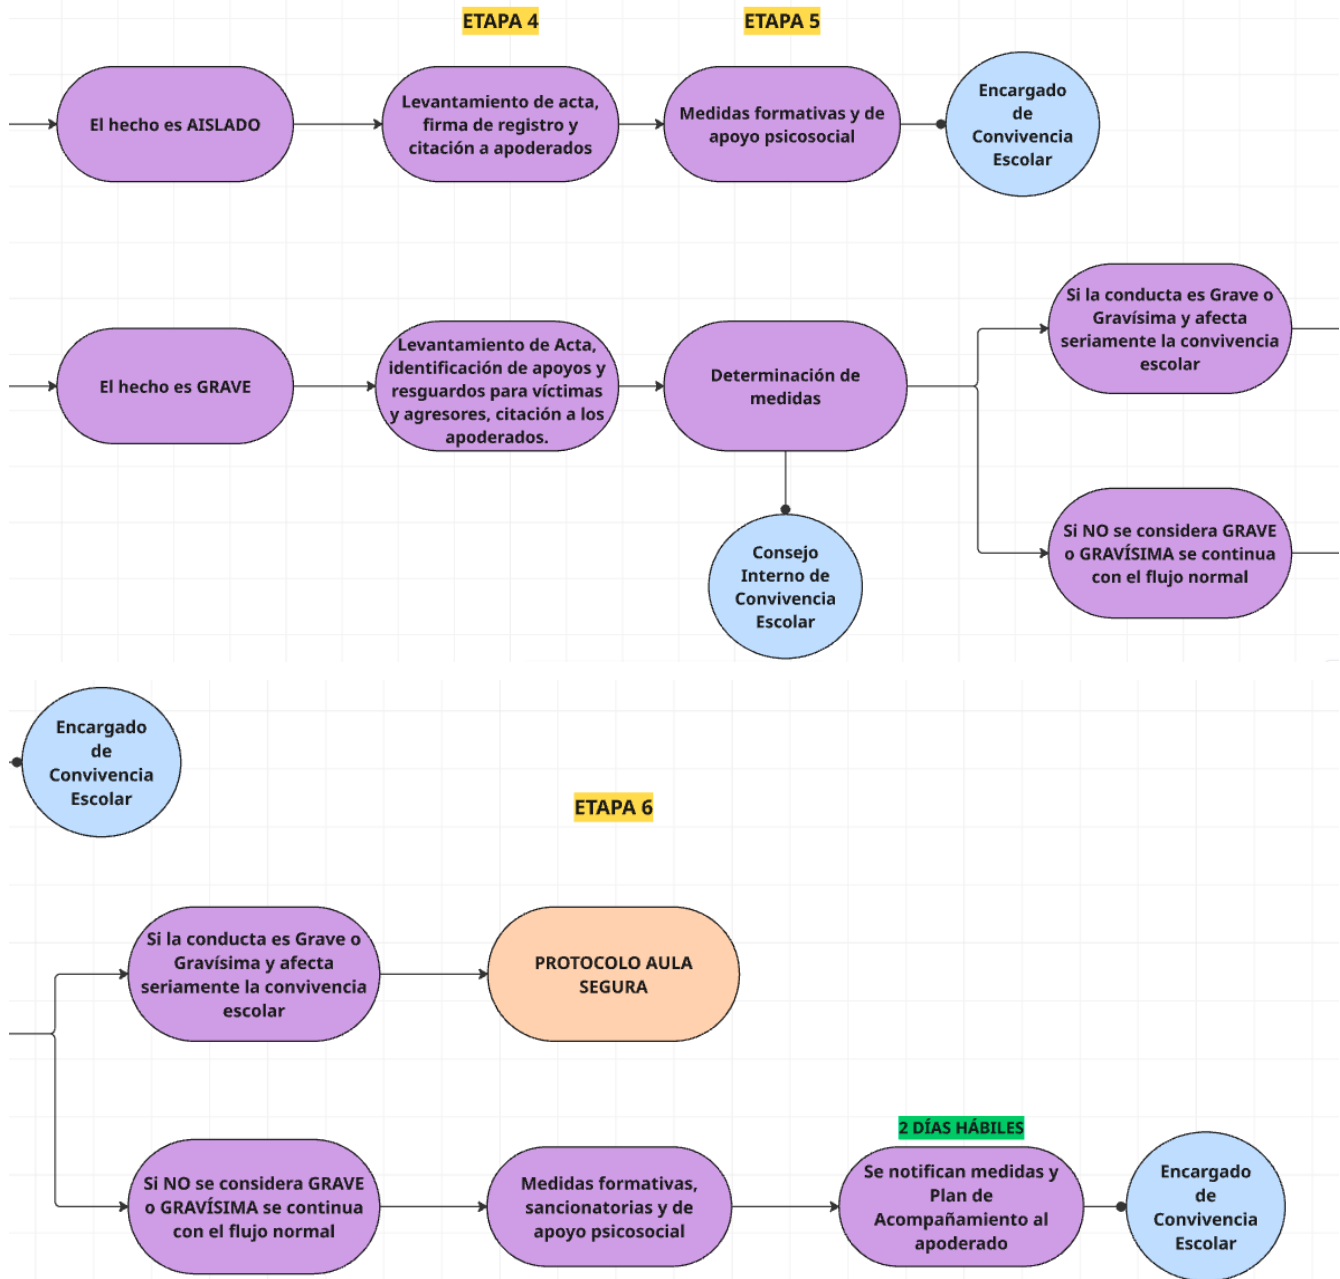 ETAPA 4
ETAPA 5
El hecho es AISLADO
Levantamiento de acta,
firma de registro y
citación a apoderados
Medidas formativas y de
apoyo psicosocial
Encargado
de
Convivencia
Escolar
El hecho es GRAVE
Levantamiento de Acta,
identificación de apoyos y
resguardos para víctimas
y agresores, citación a los
apoderados.
Determinación de
medidas
Si la conducta es Grave o
Gravísima y afecta
seriamente la convivencia
escolar
Consejo
Interno de
Convivencia
Escolar
Si NO se considera GRAVE
o GRAVÍSIMA se continua
con el flujo normal
Encargado
de
Convivencia
Escolar
ETAPA 6
Si la conducta es Grave o
Gravísima y afecta
seriamente la convivencia
escolar
PROTOCOLO AULA
SEGURA
Si NO se considera GRAVE
o GRAVÍSIMA se continua
con el flujo normal
Medidas formativas,
sancionatorias y de
apoyo psicosocial
2 DÍAS HÁBILES
Se notifican medidas y
Plan de
Acompañamiento al
apoderado
Encargado
de
Convivencia
Escolar